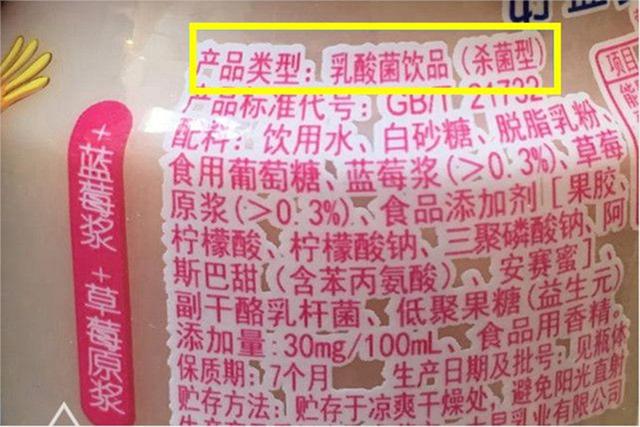 产品类型：乳酸菌饮品（杀菌型）
产品标准代号：GB/T 21732
配料：饮用水、白砂糖、脱脂乳粉、
食用葡萄糖、蓝莓浆(＞0.3%)、草莓
原浆(＞0.3%)、食品添加剂[果胶、
柠檬酸、柠檬酸钠、三聚磷酸钠、阿
斯巴甜（含苯丙氨酸）、安赛蜜]、
副干酪乳杆菌、低聚果糖(益生元)
添加量：30mg/100mL、食品用香精。
保质期：7个月 生产日期及批号：见瓶体
贮存方法：贮存于凉爽干燥处、避免阳光直射
+蓝莓浆 +草莓原浆
项目